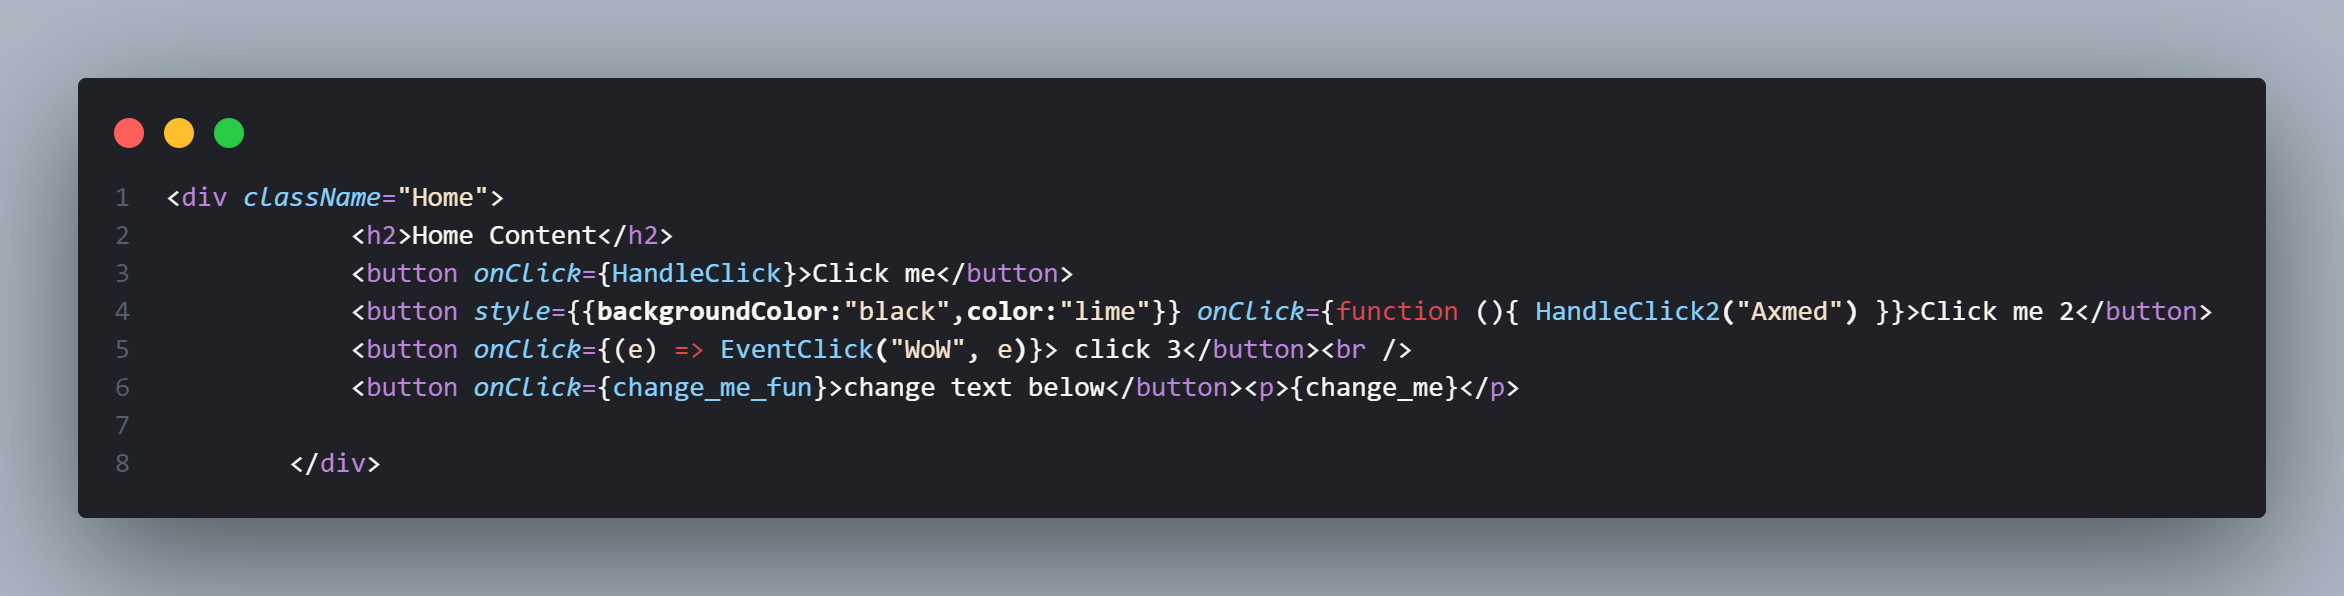 1 <div className="Home">
2             <h2>Home Content</h2>
3             <button onClick={HandleClick}>Click me</button>
4             <button style={{backgroundColor:"black",color:"lime"}} onClick={function (){ HandleClick2("Axmed") }}>Click me 2</button>
5             <button onClick={(e) => EventClick("WoW", e)}> click 3</button><br />
6             <button onClick={change_me_fun}>change text below</button><p>{change_me}</p>
7
8         </div>